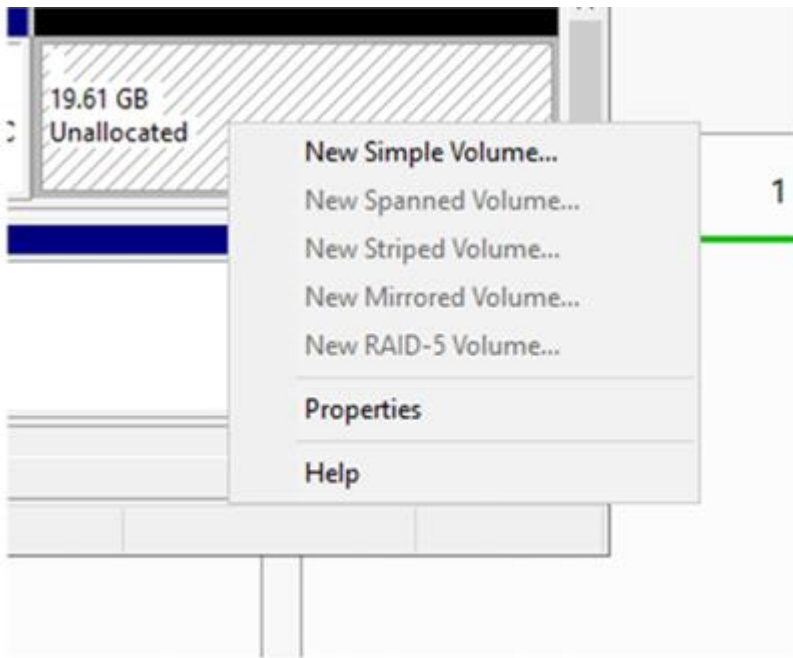 19.61 GB
Unallocated
New Simple Volume...
New Spanned Volume...
New Striped Volume...
New Mirrored Volume...
New RAID-5 Volume...
Properties
Help
1